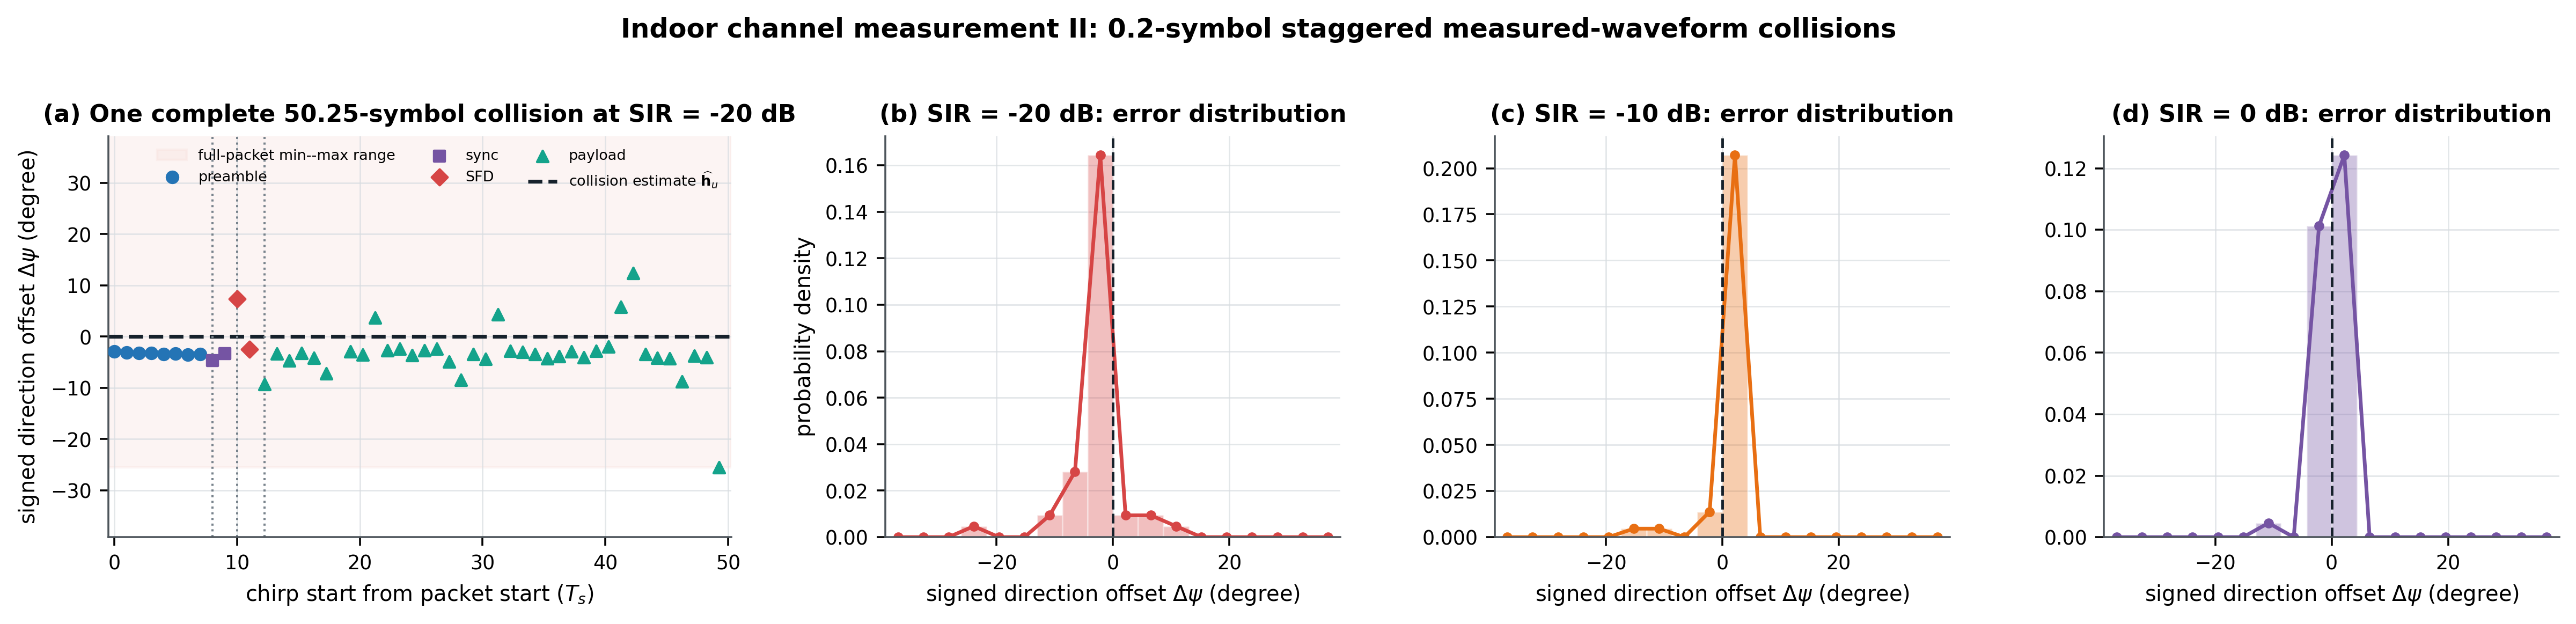 Indoor channel measurement II: 0.2-symbol staggered measured-waveform collisions
(a) One complete 50.25-symbol collision at SIR = -20 dB
full-packet min--max range
preamble
sync
SFD
payload
collision estimate ĥᵤ
signed direction offset Δψ (degree)
30
20
10
0
−10
−20
−30
0 10 20 30 40 50
chirp start from packet start (Tₛ)
(b) SIR = -20 dB: error distribution
probability density
0.16
0.14
0.12
0.10
0.08
0.06
0.04
0.02
0.00
−20 0 20
signed direction offset Δψ (degree)
(c) SIR = -10 dB: error distribution
0.200
0.175
0.150
0.125
0.100
0.075
0.050
0.025
0.000
−20 0 20
signed direction offset Δψ (degree)
(d) SIR = 0 dB: error distribution
0.12
0.10
0.08
0.06
0.04
0.02
0.00
−20 0 20
signed direction offset Δψ (degree)